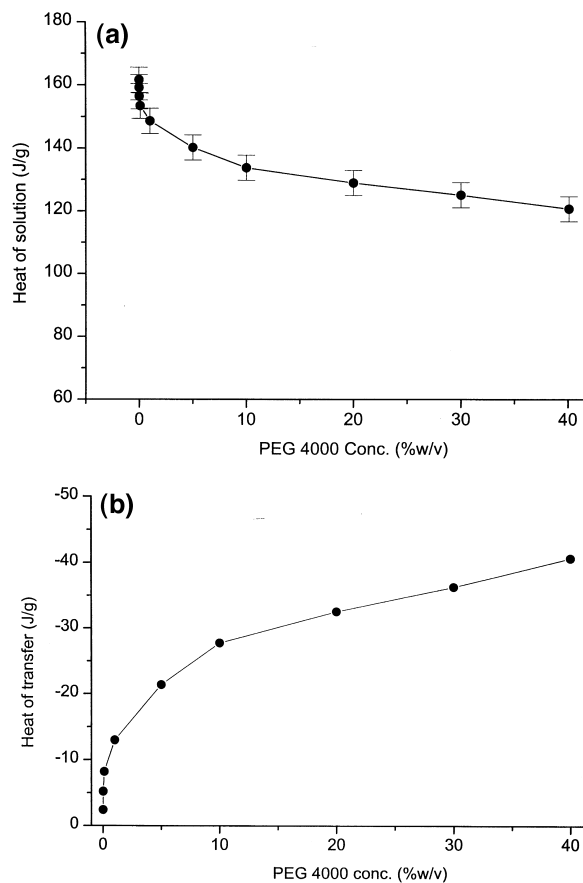 (a)
180
160
140
120
100
80
60
Heat of solution (J/g)
0 10 20 30 40
PEG 4000 Conc. (%w/v)
(b)
-50
-40
-30
-20
-10
0
Heat of transfer (J/g)
0 10 20 30 40
PEG 4000 conc. (%w/v)